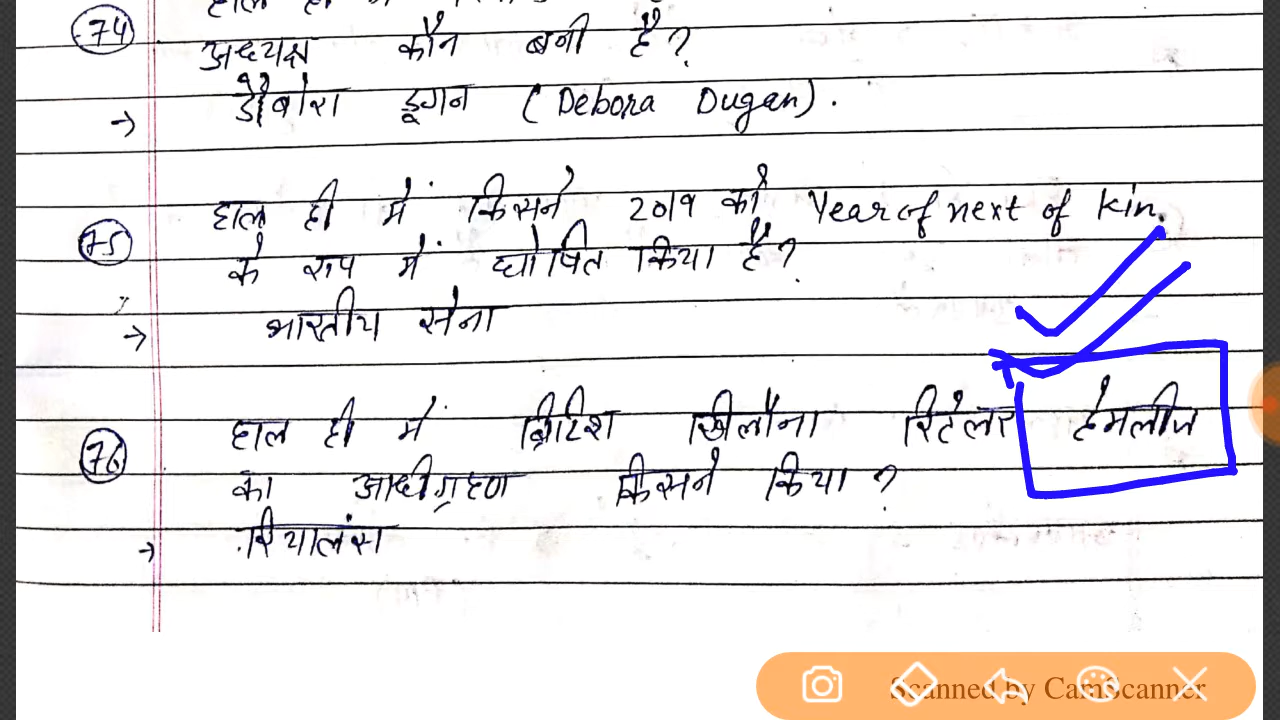 74
अध्यक्ष कौन बनी है?
→ डेबोरा डूगन (Debora Dugan).
75 हाल ही में किसने 2019 को Year of next of kin.
के रूप में घोषित किया है?
→ भारतीय सेना
76 हाल ही में ब्रिटिश खिलौना रिटेलर हैमलीज
का आधीग्रहण किसने किया?
→ रियालंस
Scanned by CamScanner